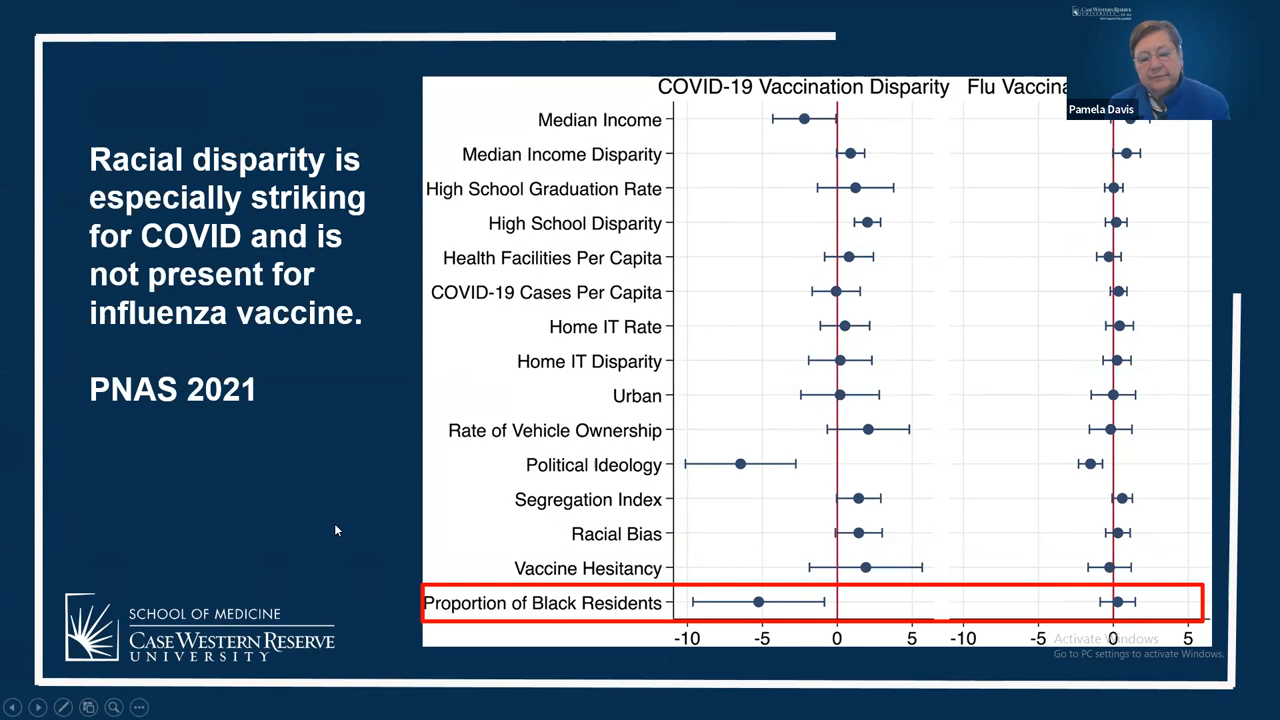 CASE WESTERN RESERVE
UNIVERSITY
Pamela Davis
Racial disparity is
especially striking
for COVID and is
not present for
influenza vaccine.
PNAS 2021
COVID-19 Vaccination Disparity
Flu Vaccina
Median Income
Median Income Disparity
High School Graduation Rate
High School Disparity
Health Facilities Per Capita
COVID-19 Cases Per Capita
Home IT Rate
Home IT Disparity
Urban
Rate of Vehicle Ownership
Political Ideology
Segregation Index
Racial Bias
Vaccine Hesitancy
Proportion of Black Residents
-10 -5 0 5 -10 -5 0 5
Activate Windows
Go to PC settings to activate Windows.
SCHOOL OF MEDICINE
CASE WESTERN RESERVE
UNIVERSITY